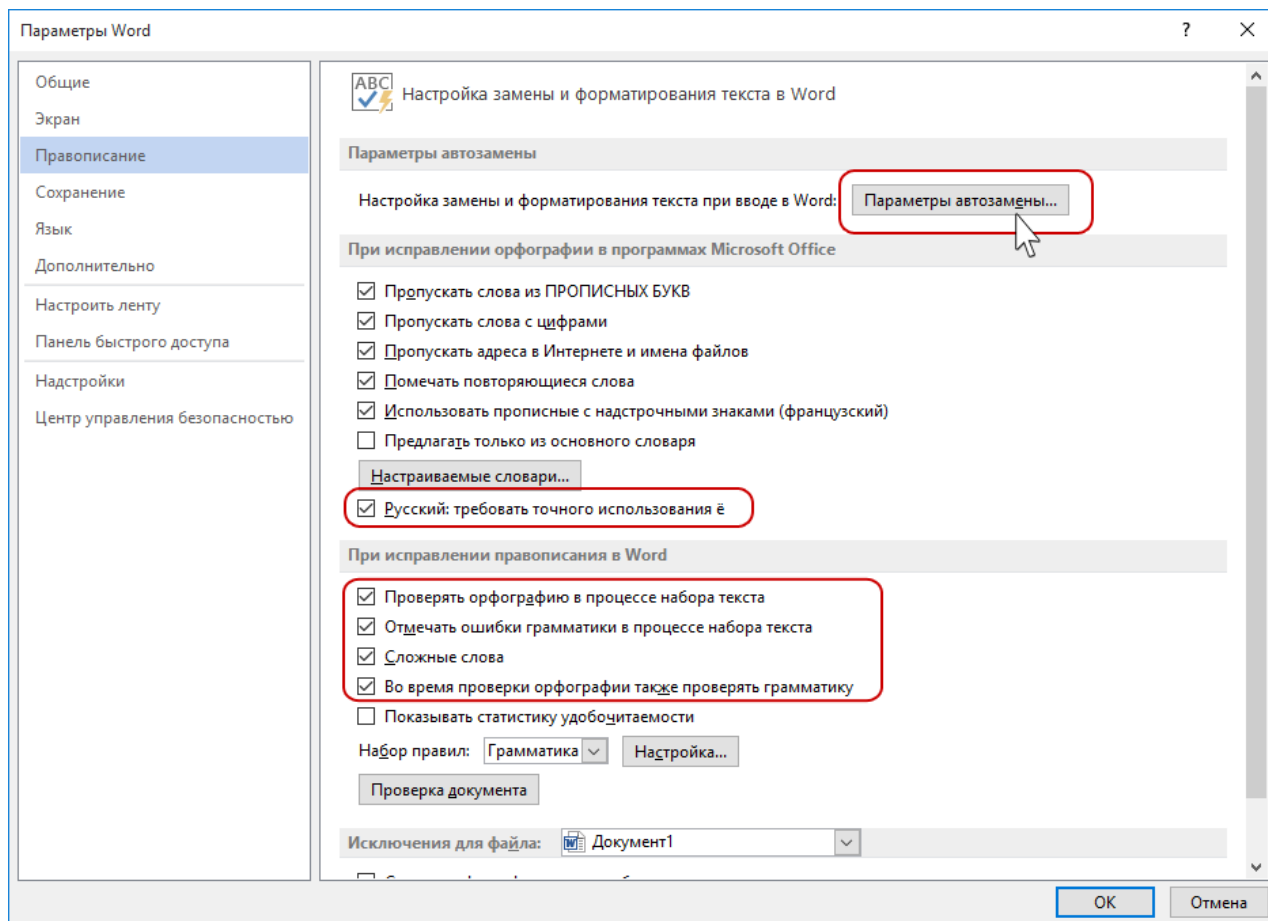 Параметры Word
?
Общие
Экран
Правописание
Сохранение
Язык
Дополнительно
Настроить ленту
Панель быстрого доступа
Надстройки
Центр управления безопасностью
ABC
Настройка замены и форматирования текста в Word
Параметры автозамены
Настройка замены и форматирования текста при вводе в Word: Параметры автозамены...
При исправлении орфографии в программах Microsoft Office
Пропускать слова из ПРОПИСНЫХ БУКВ
Пропускать слова с цифрами
Пропускать адреса в Интернете и имена файлов
Помечать повторяющиеся слова
Использовать прописные с надстрочными знаками (французский)
Предлагать только из основного словаря
Настраиваемые словари...
Русский: требовать точного использования ё
При исправлении правописания в Word
Проверять орфографию в процессе набора текста
Отмечать ошибки грамматики в процессе набора текста
Сложные слова
Во время проверки орфографии также проверять грамматику
Показывать статистику удобочитаемости
Набор правил: Грамматика Настройка...
Проверка документа
Исключения для файла: Документ1
ОК Отмена